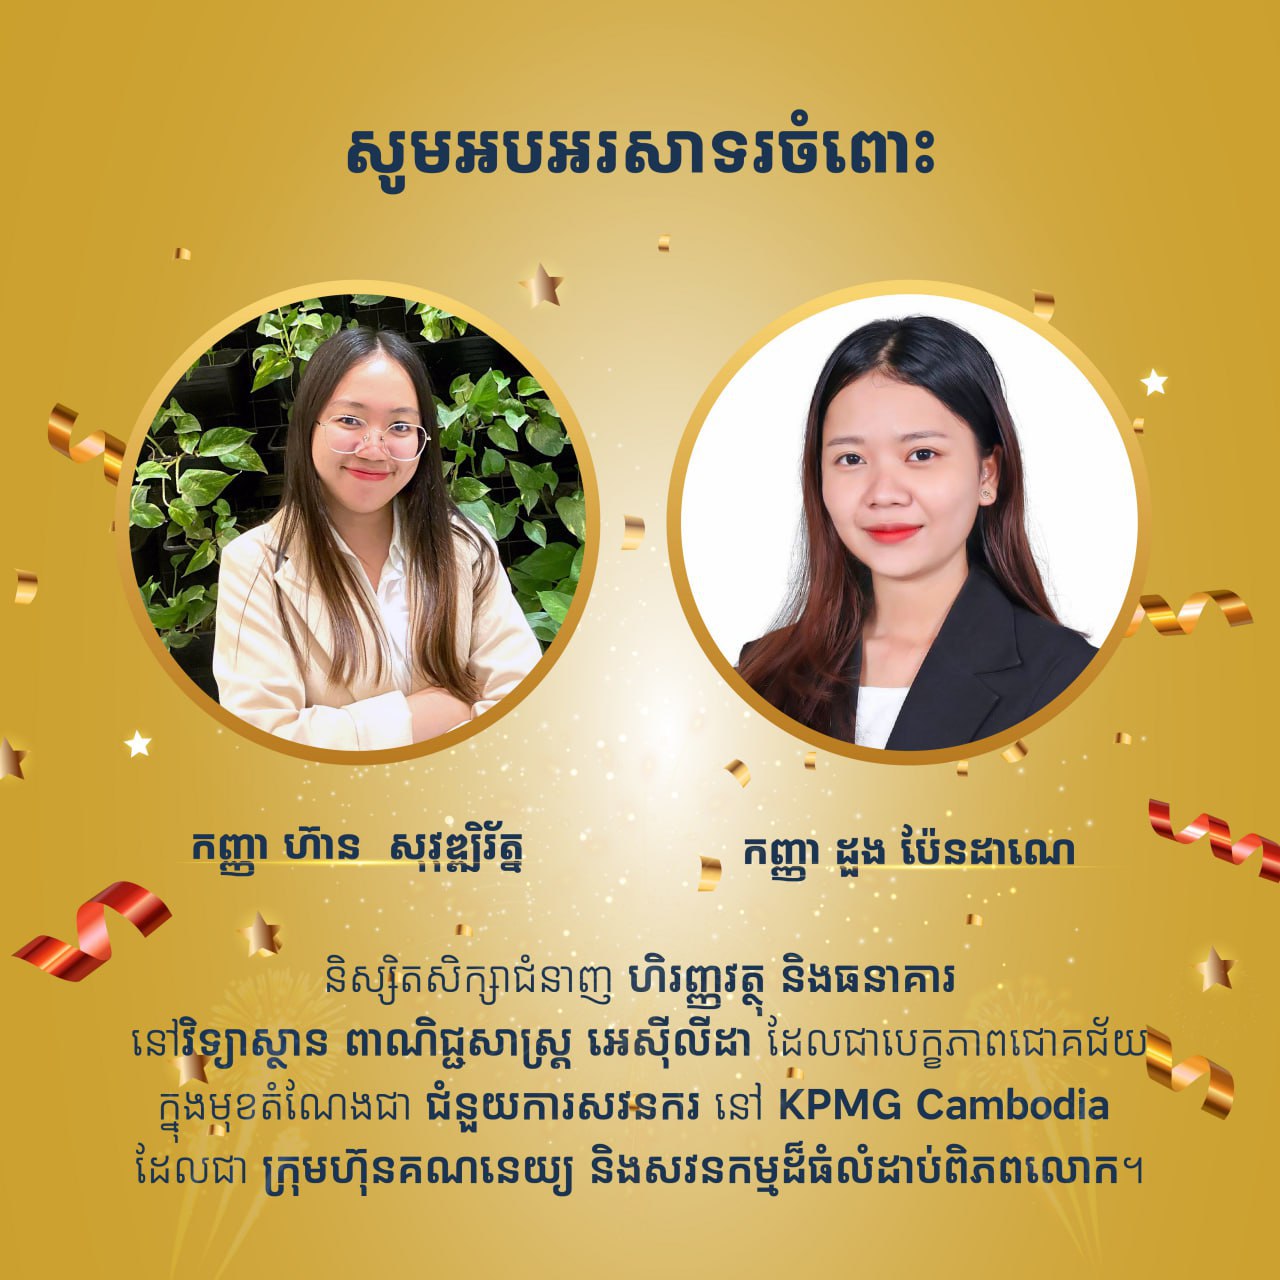 សូមអបអរសាទរចំពោះ
កញ្ញា ហ៊ាន សុវុឌ្ឍិរ័ត្ន
កញ្ញា ដួង ប៉ែនដាណេ
និស្សិតសិក្សាជំនាញ ហិរញ្ញវត្ថុ និងធនាគារ
នៅវិទ្យាស្ថាន ពាណិជ្ជសាស្ត្រ អេស៊ីលីដា ដែលជាបេក្ខភាពជោគជ័យ
ក្នុងមុខតំណែងជា ជំនួយការសវនករ នៅ KPMG Cambodia
ដែលជា ក្រុមហ៊ុនគណនេយ្យ និងសវនកម្មដ៏ធំលំដាប់ពិភពលោក។